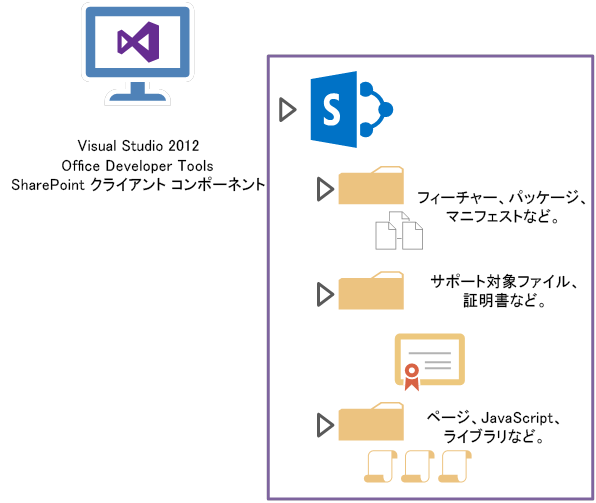 Visual Studio 2012
Office Developer Tools
SharePoint クライアント コンポーネント
S
フィーチャー、パッケージ、
マニフェストなど。
サポート対象ファイル、
証明書など。
ページ、JavaScript、
ライブラリなど。